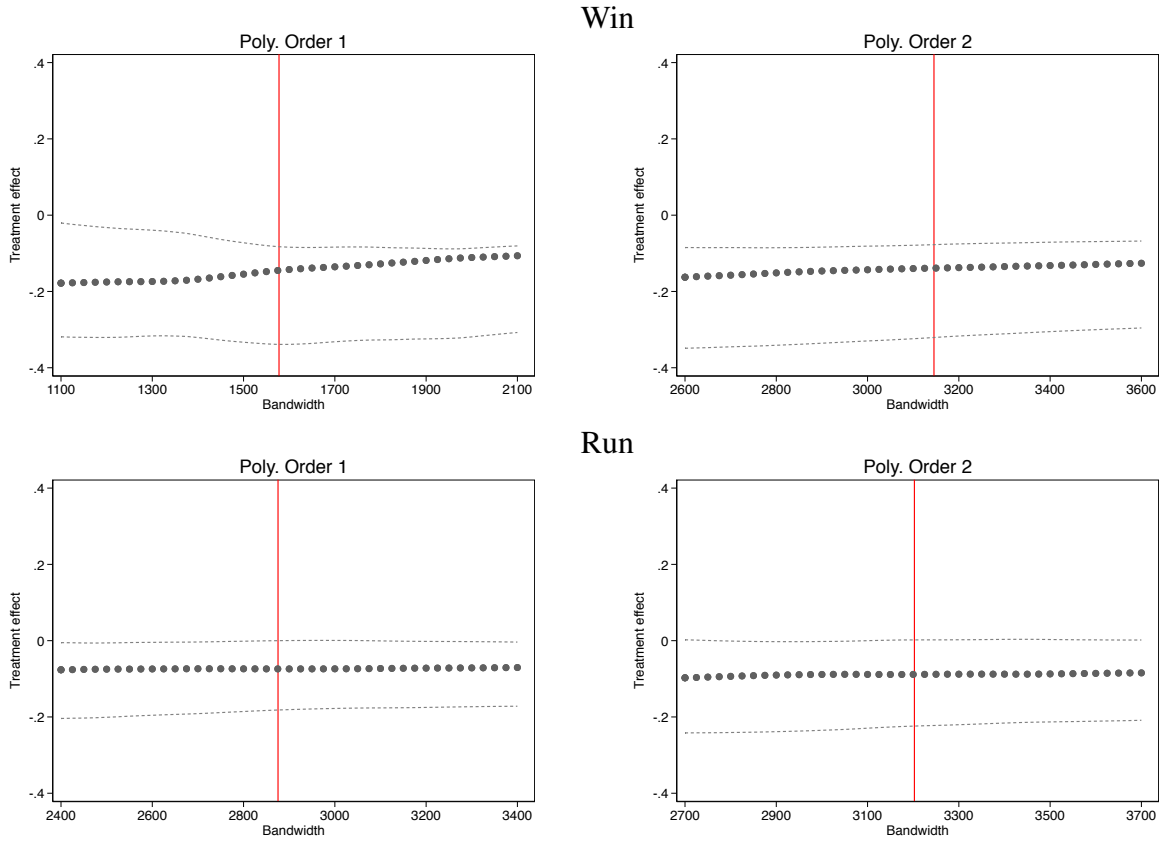 Win
Poly. Order 1
Poly. Order 2
Treatment effect
.4
.2
0
-.2
-.4
1100 1300 1500 1700 1900 2100
Bandwidth
Treatment effect
.4
.2
0
-.2
-.4
2600 2800 3000 3200 3400 3600
Bandwidth
Run
Poly. Order 1
Poly. Order 2
Treatment effect
.4
.2
0
-.2
-.4
2400 2600 2800 3000 3200 3400
Bandwidth
Treatment effect
.4
.2
0
-.2
-.4
2700 2900 3100 3300 3500 3700
Bandwidth